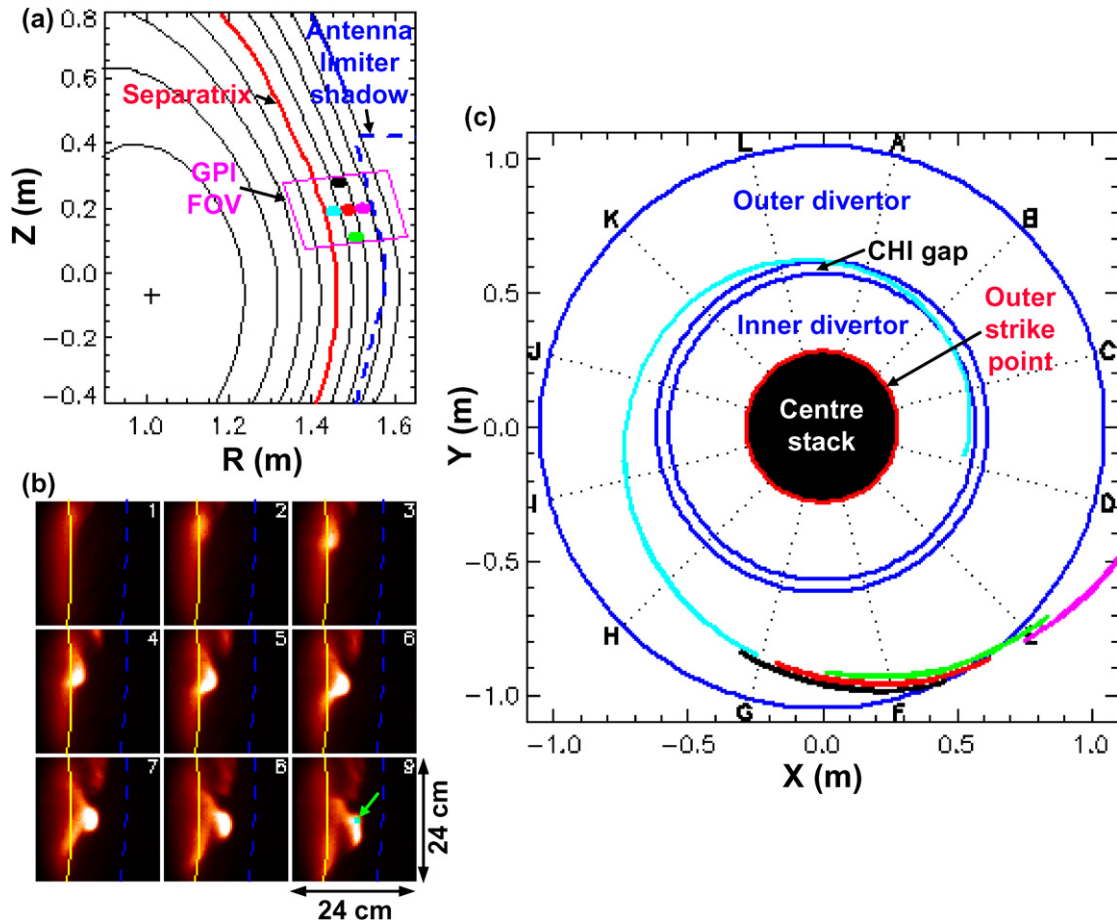 (a)
0.8
0.6
0.4
0.2
0.0
−0.2
−0.4
Z (m)
1.0
1.2
1.4
1.6
R (m)
Antenna
limiter
shadow
Separatrix
GPI
FOV
(b)
1
2
3
4
5
6
7
8
9
24 cm
24 cm
(c)
1.0
0.5
0.0
−0.5
−1.0
Y (m)
−1.0
−0.5
0.0
0.5
1.0
X (m)
L
A
K
B
J
C
I
D
H
E
G
F
Outer divertor
CHI gap
Inner divertor
Outer
strike
point
Centre
stack